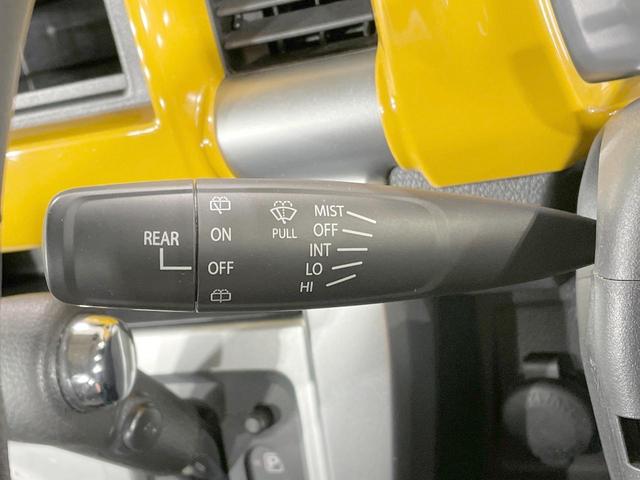 REAR
ON
OFF
PULL
MIST
OFF
INT
LO
HI